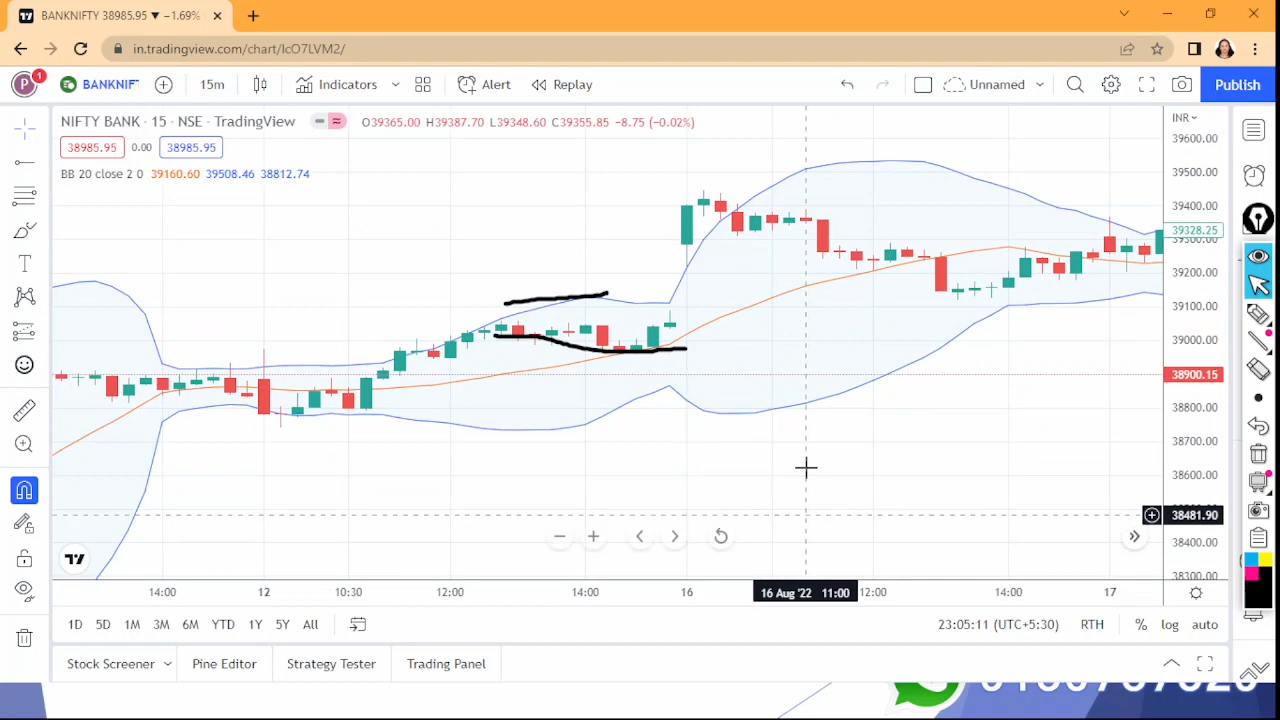 BANKNIFTY 38985.95 ▼ −1.69%
in.tradingview.com/chart/IcO7LVM2/
P 1 BANKNIF 15m Indicators Alert Replay Unnamed Publish
NIFTY BANK · 15 · NSE · TradingView O39365.00 H39387.70 L39348.60 C39355.85 −8.75 (−0.02%) INR
38985.95 0.00 38985.95
BB 20 close 2 0 39160.60 39508.46 38812.74
39600.00
39500.00
39400.00
39328.25
39300.00
39200.00
39100.00
39000.00
38900.15
38800.00
38700.00
38600.00
38481.90
38400.00
38300.00
14:00 12 10:30 12:00 14:00 16 16 Aug '22 11:00 12:00 14:00 17
1D 5D 1M 3M 6M YTD 1Y 5Y All 23:05:11 (UTC+5:30) RTH % log auto
Stock Screener Pine Editor Strategy Tester Trading Panel